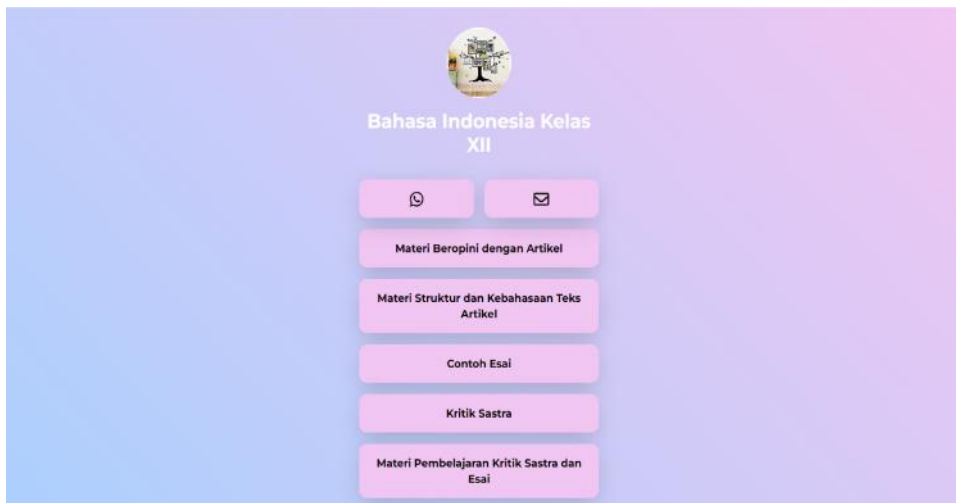 Bahasa Indonesia Kelas
XII
Materi Beropini dengan Artikel
Materi Struktur dan Kebahasaan Teks
Artikel
Contoh Esai
Kritik Sastra
Materi Pembelajaran Kritik Sastra dan
Esai